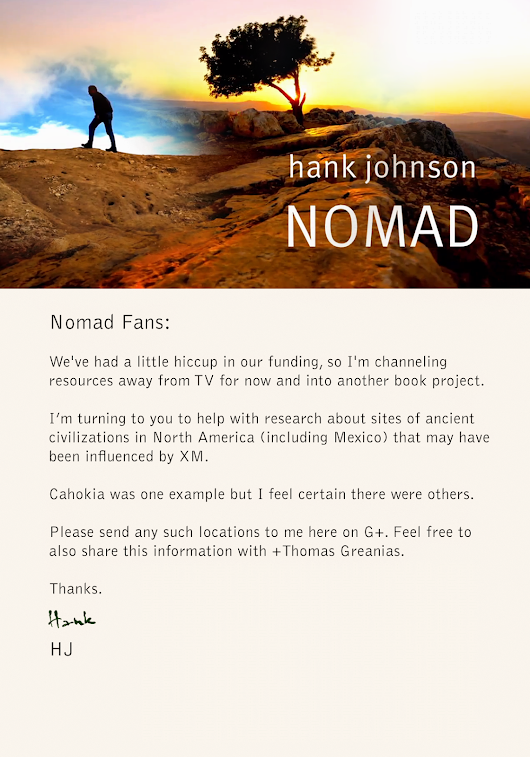 hank johnson
NOMAD
Nomad Fans:
We've had a little hiccup in our funding, so I'm channeling
resources away from TV for now and into another book project.
I'm turning to you to help with research about sites of ancient
civilizations in North America (including Mexico) that may have
been influenced by XM.
Cahokia was one example but I feel certain there were others.
Please send any such locations to me here on G+. Feel free to
also share this information with +Thomas Greanias.
Thanks.
Hank
HJ